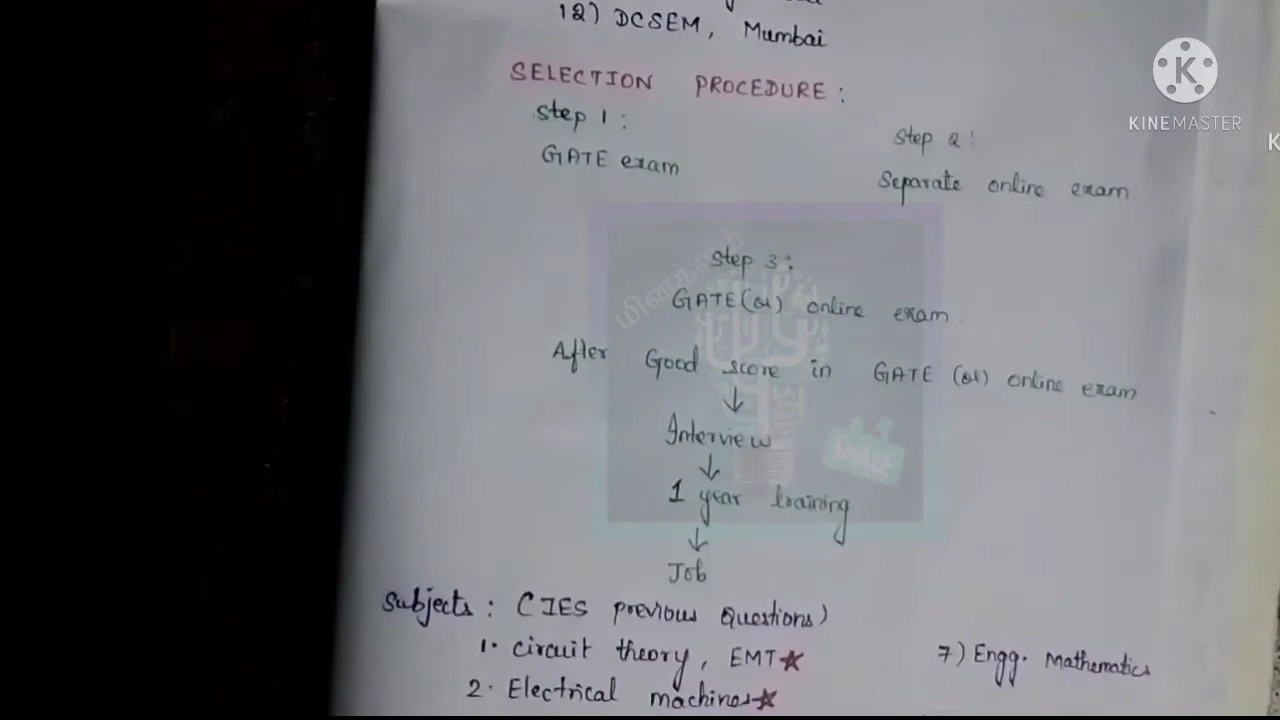 12) DCSEM, Mumbai
KINEMASTER
SELECTION PROCEDURE:
Step 1:
GATE exam
Step 2:
Separate online exam
Step 3:
GATE (or) online exam
After Good score in GATE (or) online exam
↓
Interview
↓
1 year training
↓
Job
Subjects: (IES previous Questions)
1. Circuit theory, EMT★
7) Engg. Mathematics
2. Electrical machines★
SHARE
K